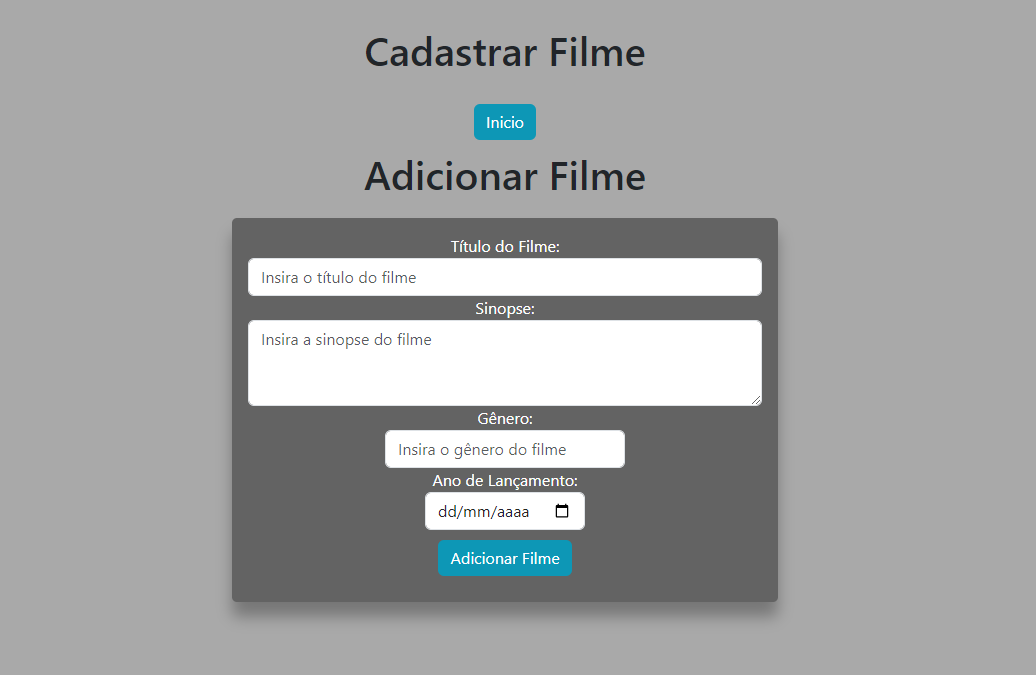 Cadastrar Filme
Inicio
Adicionar Filme
Título do Filme:
Insira o título do filme
Sinopse:
Insira a sinopse do filme
Gênero:
Insira o gênero do filme
Ano de Lançamento:
dd/mm/aaaa
Adicionar Filme